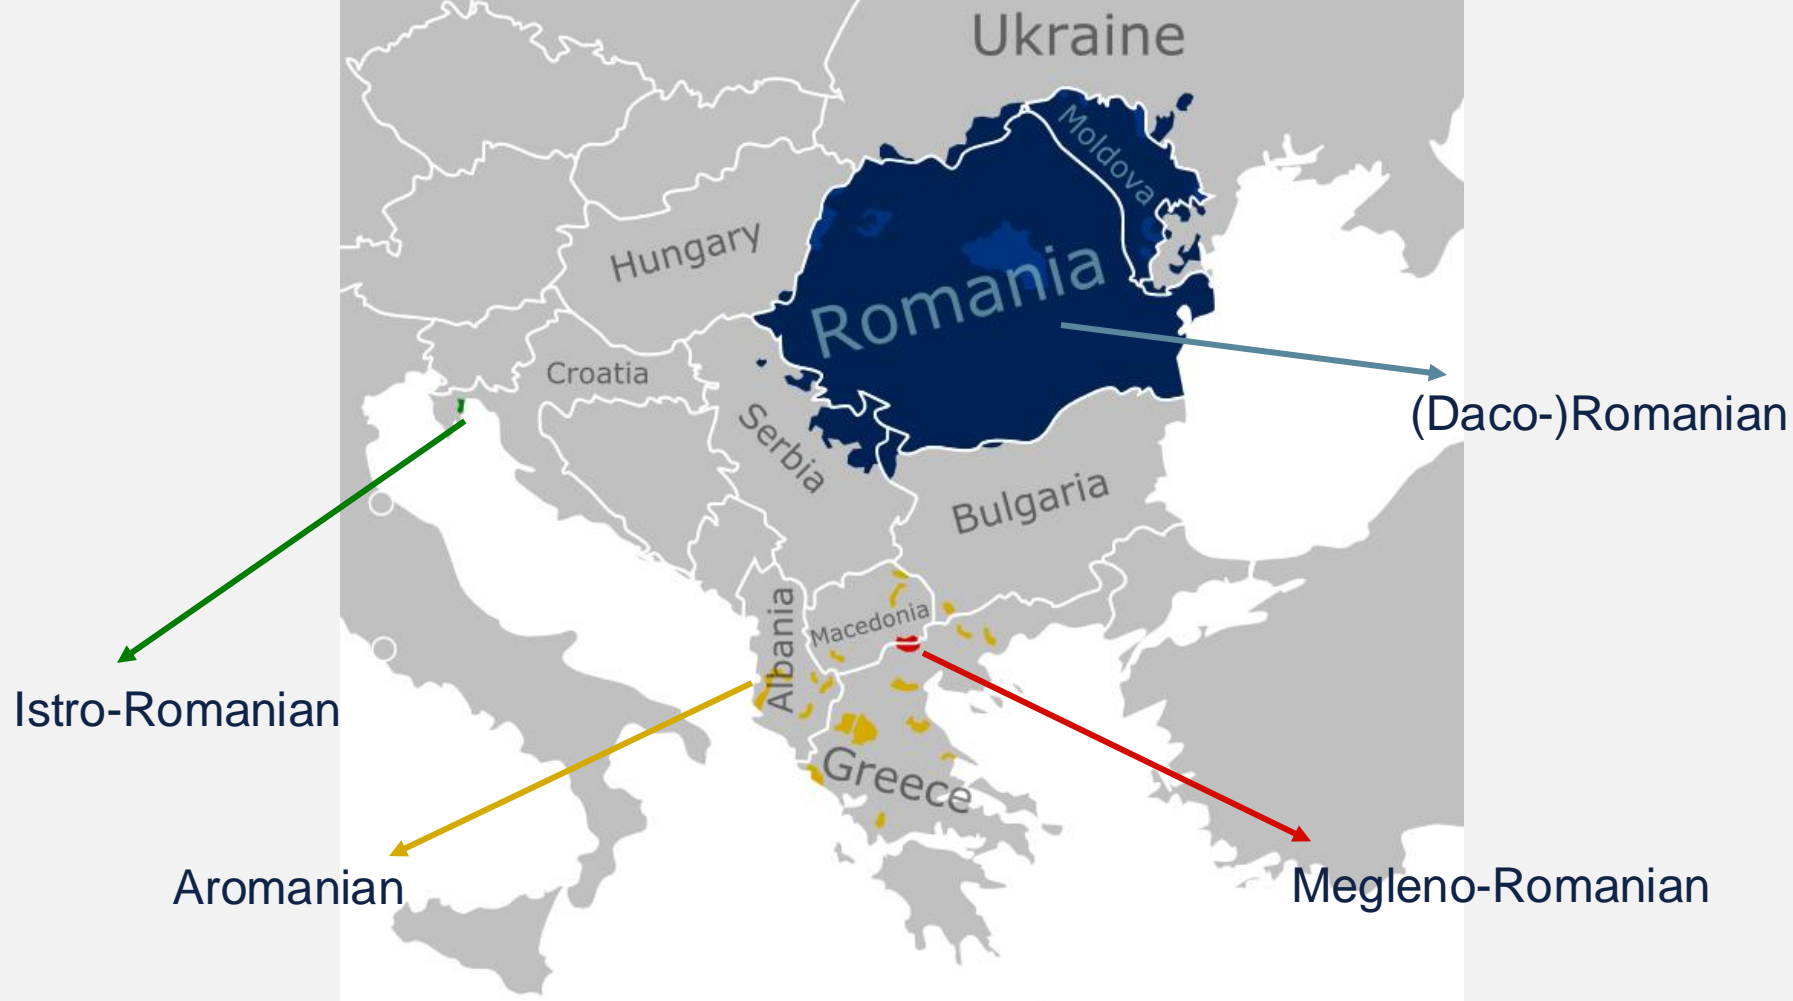 Ukraine
Moldova
Hungary
Romania
Croatia
(Daco-)Romanian
Serbia
Bulgaria
Albania
Macedonia
Istro-Romanian
Greece
Aromanian
Megleno-Romanian